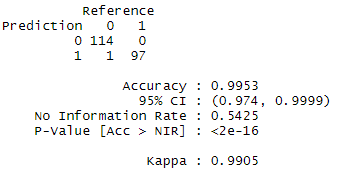 Reference
Prediction 0 1
0 114 0
1 1 97
Accuracy : 0.9953
95% CI : (0.974, 0.9999)
No Information Rate : 0.5425
P-Value [Acc > NIR] : <2e-16
Kappa : 0.9905